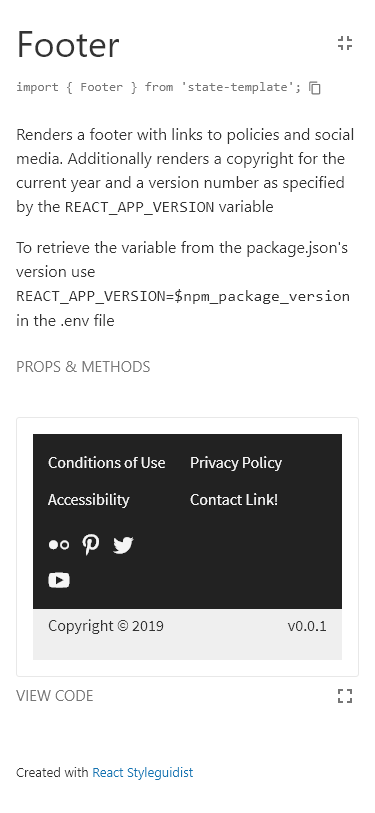 Footer
import { Footer } from 'state-template';
Renders a footer with links to policies and social
media. Additionally renders a copyright for the
current year and a version number as specified
by the REACT_APP_VERSION variable
To retrieve the variable from the package.json's
version use
REACT_APP_VERSION=$npm_package_version
in the .env file
PROPS & METHODS
Conditions of Use Privacy Policy
Accessibility Contact Link!
Copyright © 2019 v0.0.1
VIEW CODE
Created with React Styleguidist